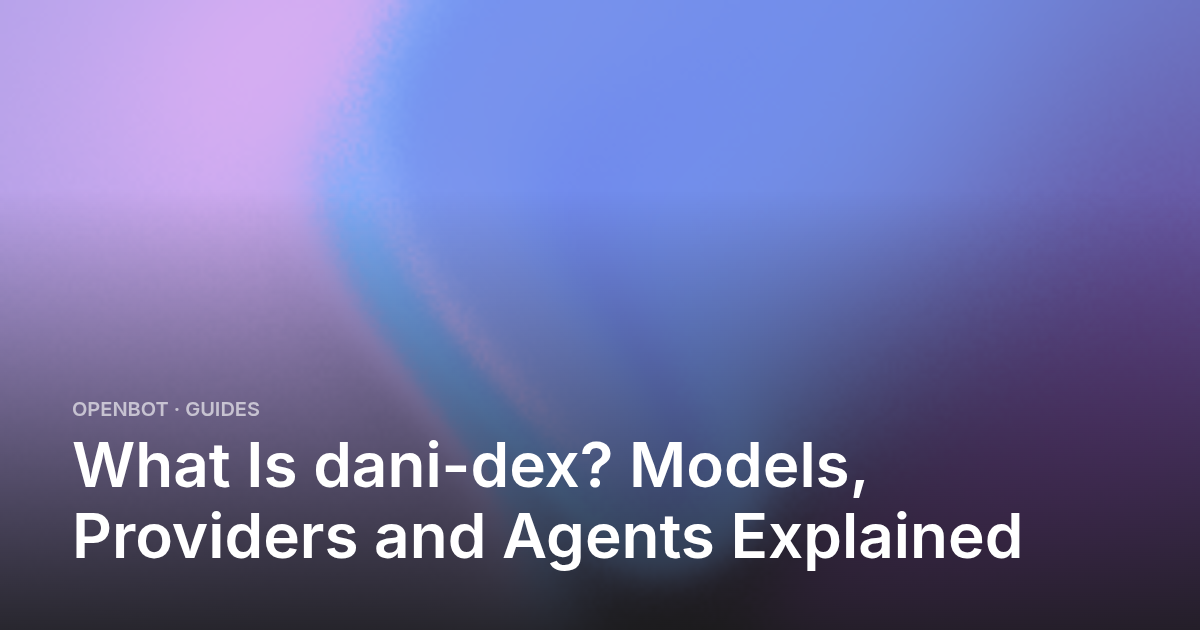 OPENBOT · GUIDES
What Is dani-dex? Models,
Providers and Agents Explained